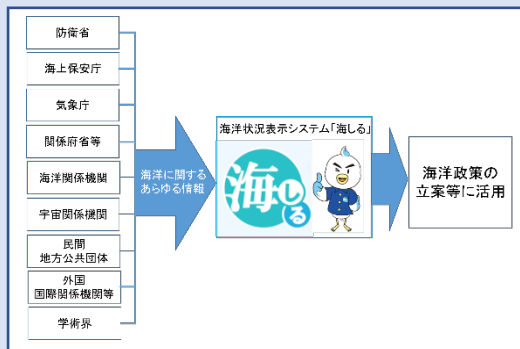 防衛省
海上保安庁
気象庁
関係府省等
海洋関係機関
宇宙関係機関
民間
地方公共団体
外国
国際関係機関等
学術界
海洋に関する
あらゆる情報
海洋状況表示システム「海しる」
海しる
海洋政策の
立案等に活用